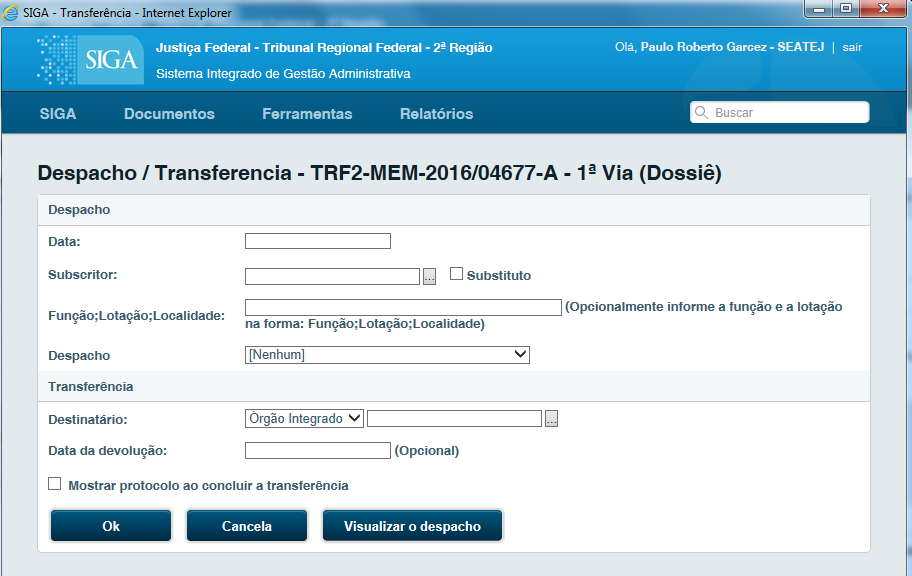 SIGA - Transferência - Internet Explorer
SIGA
Justiça Federal - Tribunal Regional Federal - 2ª Região
Sistema Integrado de Gestão Administrativa
Olá, Paulo Roberto Garcez - SEATEJ | sair
SIGA Documentos Ferramentas Relatórios Buscar
Despacho / Transferencia - TRF2-MEM-2016/04677-A - 1ª Via (Dossiê)
Despacho
Data:
Subscritor: ... Substituto
Função;Lotação;Localidade: (Opcionalmente informe a função e a lotação
na forma: Função;Lotação;Localidade)
Despacho [Nenhum]
Transferência
Destinatário: Órgão Integrado ...
Data da devolução: (Opcional)
Mostrar protocolo ao concluir a transferência
Ok Cancela Visualizar o despacho